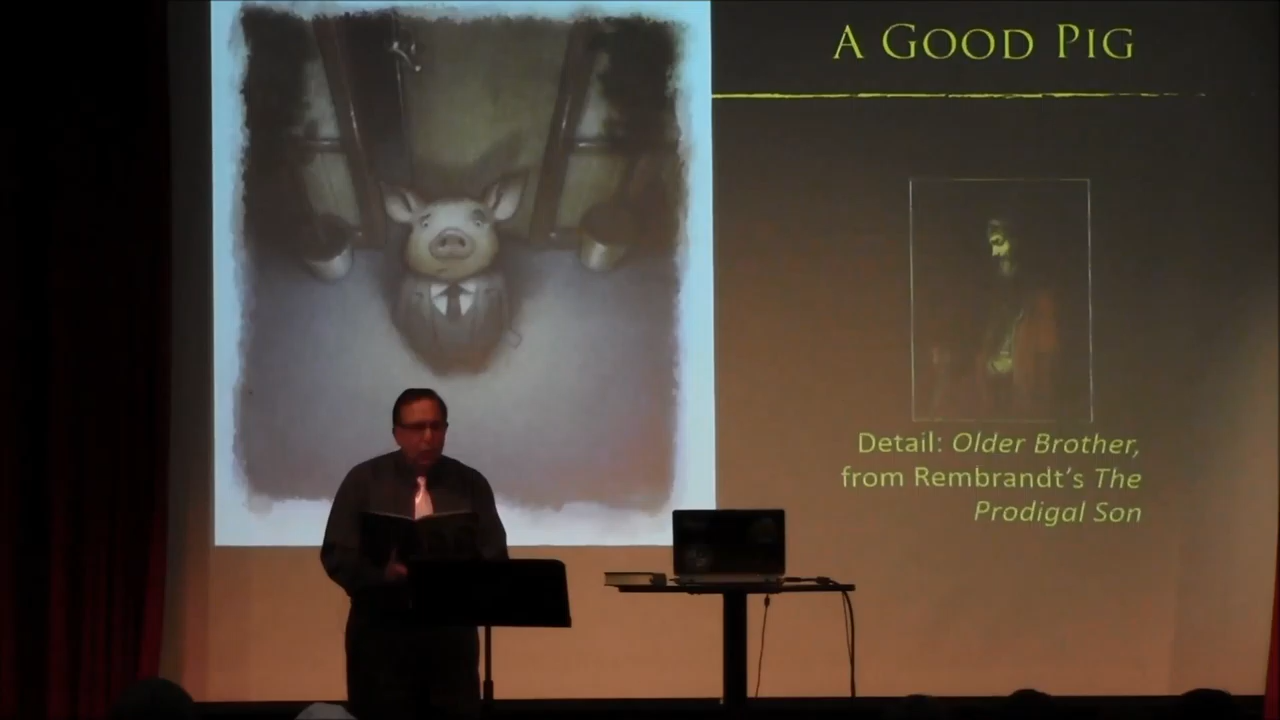 A Good Pig
Detail: Older Brother,
from Rembrandt's The
Prodigal Son